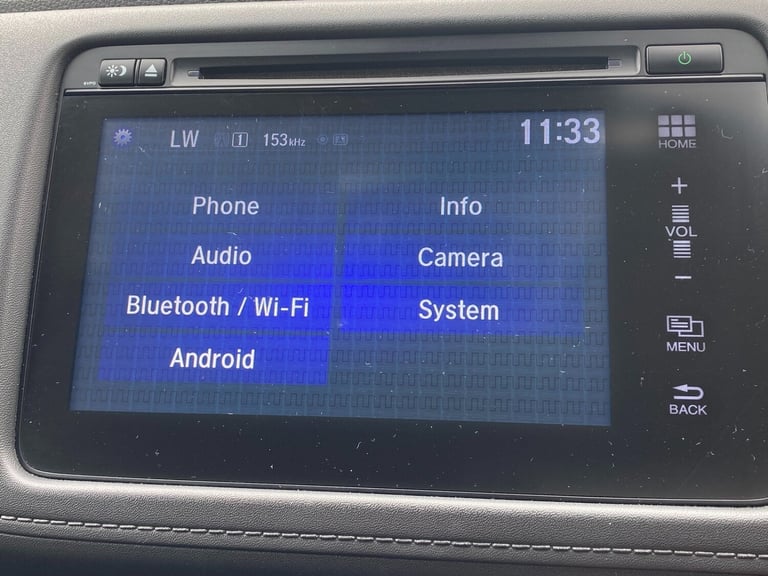 LW 1 153kHz 11:33
HOME
Phone Info
VOL
Audio Camera
Bluetooth / Wi-Fi System
MENU
Android
BACK